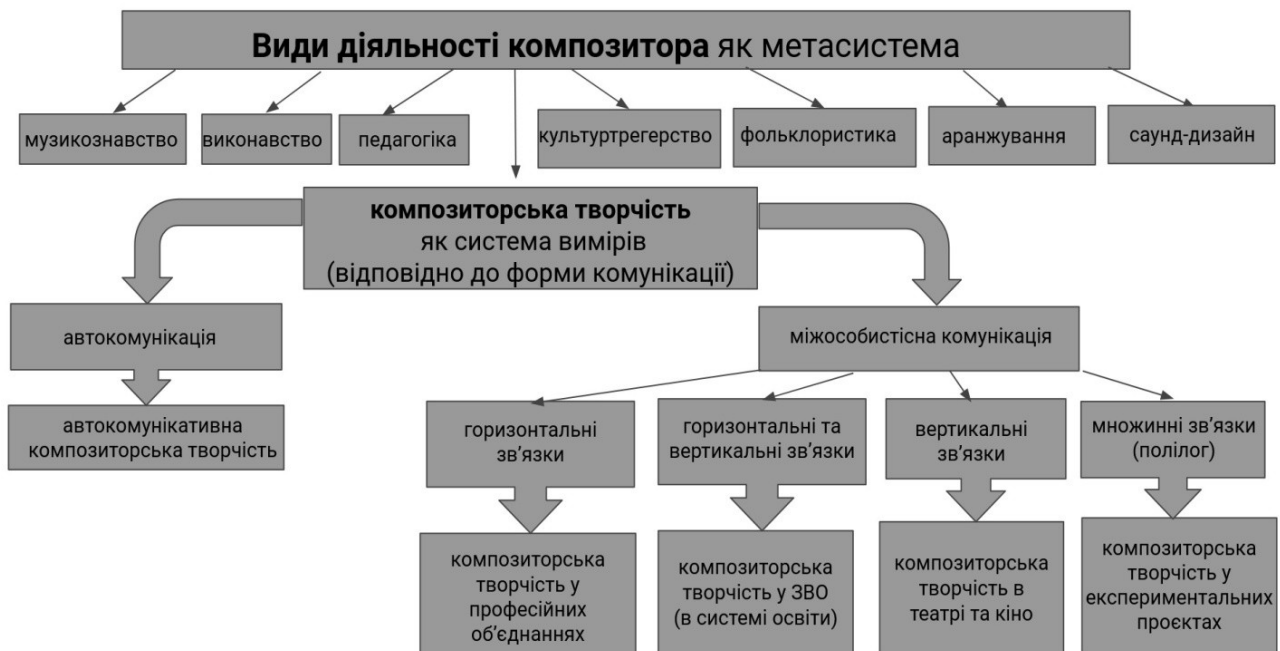 Види діяльності композитора як метасистема
музикознавство
виконавство
педагогіка
культуртрегерство
фольклористика
аранжування
саунд-дизайн
композиторська творчість
як система вимірів
(відповідно до форми комунікації)
автокомунікація
міжособистісна комунікація
автокомунікативна
композиторська творчість
горизонтальні
зв’язки
горизонтальні та
вертикальні зв’язки
вертикальні
зв’язки
множинні зв’язки
(полілог)
композиторська
творчість у
професійних
об’єднаннях
композиторська
творчість у ЗВО
(в системі освіти)
композиторська
творчість в
театрі та кіно
композиторська
творчість у
експериментальних
проєктах